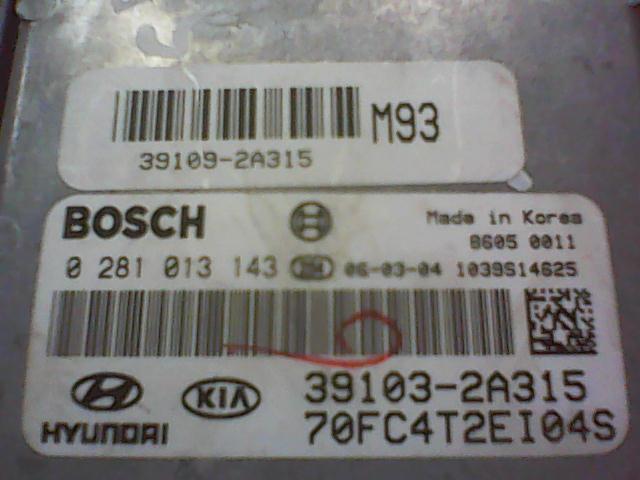 M93
39109-2A315
BOSCH
Made in Korea
8605 0011
0 281 013 143 06-03-04 1039S14625
HYUNDAI
KIA
39103-2A315
70FC4T2EI04S